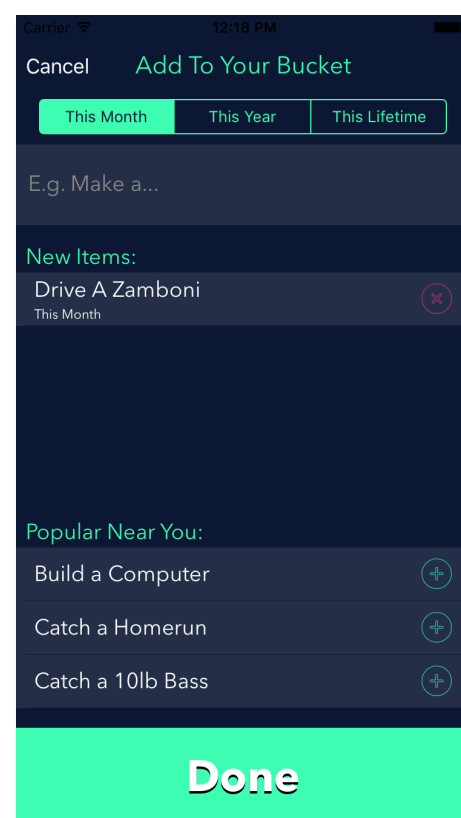 Carrier 12:18 PM
Cancel Add To Your Bucket
This Month This Year This Lifetime
E.g. Make a...
New Items:
Drive A Zamboni
This Month
Popular Near You:
Build a Computer
Catch a Homerun
Catch a 10lb Bass
Done